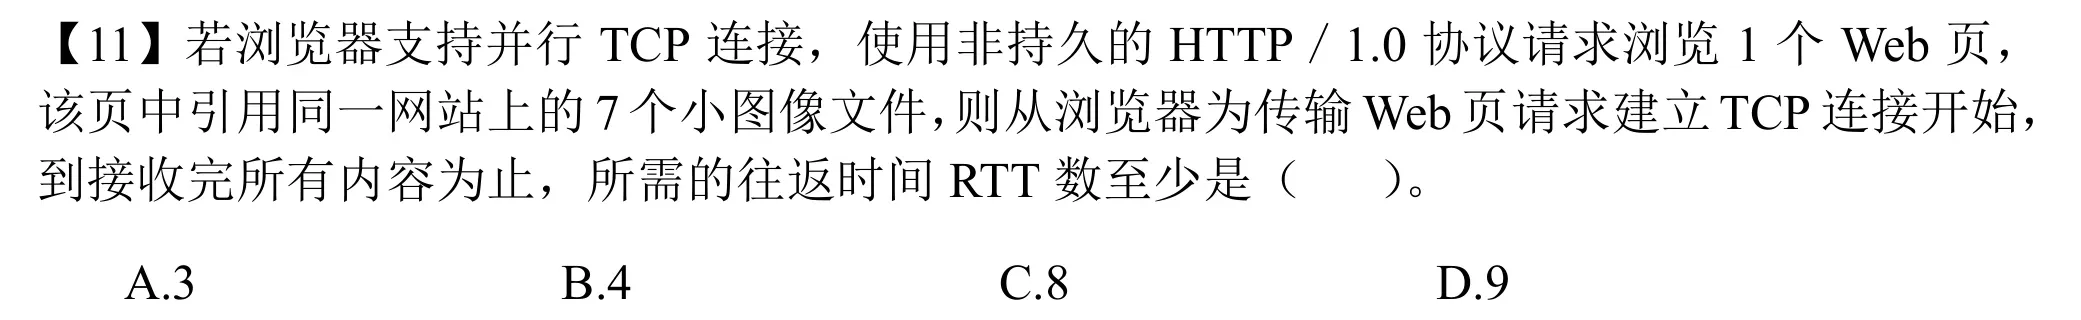 【11】若浏览器支持并行 TCP 连接，使用非持久的 HTTP / 1.0 协议请求浏览 1 个 Web 页，
该页中引用同一网站上的 7 个小图像文件，则从浏览器为传输 Web 页请求建立 TCP 连接开始，
到接收完所有内容为止，所需的往返时间 RTT 数至少是（　　）。
A.3　B.4　C.8　D.9